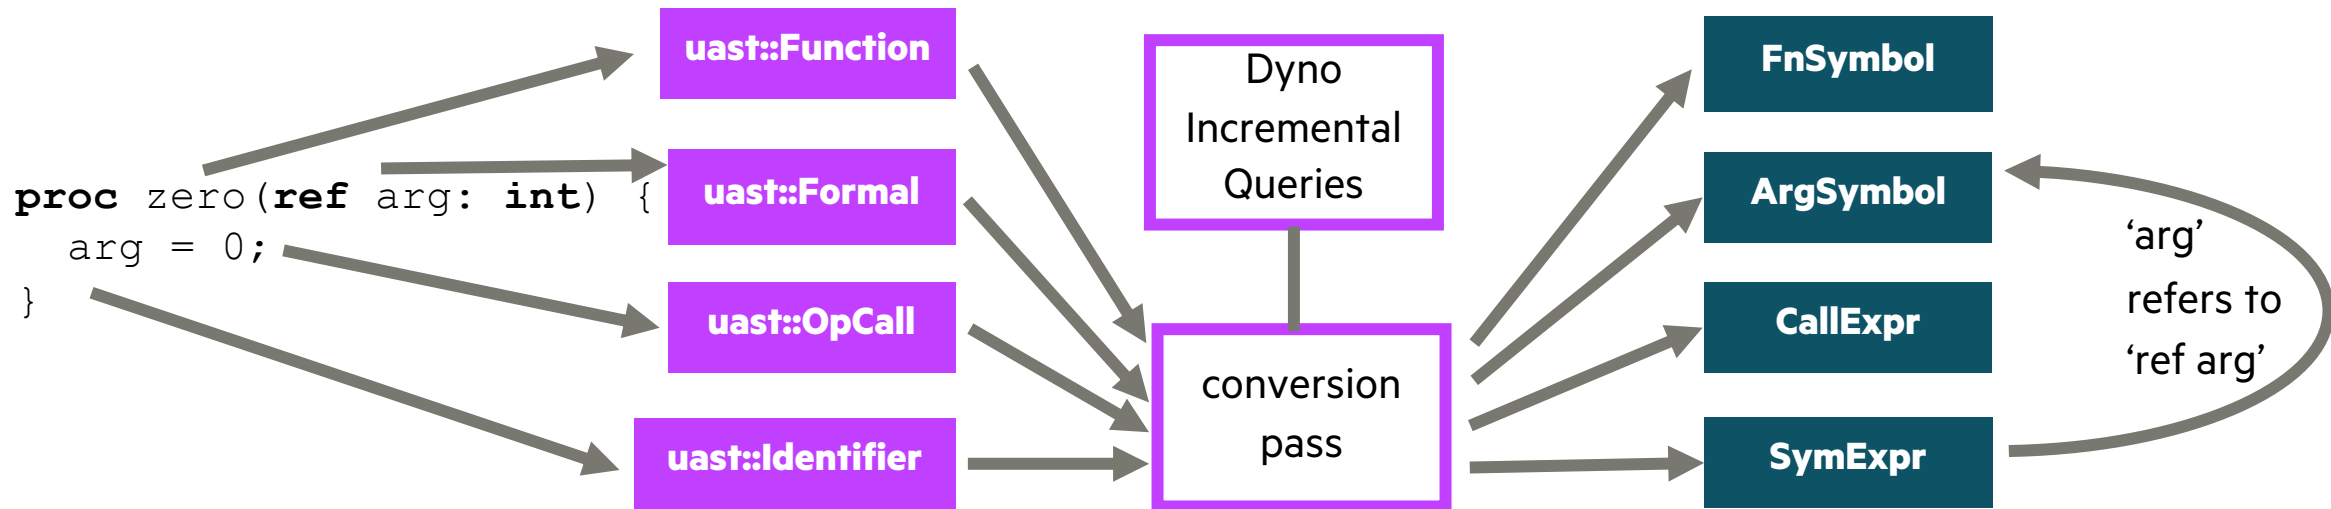 proc zero(ref arg: int) {
arg = 0;
}
uast::Function
uast::Formal
uast::OpCall
uast::Identifier
Dyno
Incremental
Queries
conversion
pass
FnSymbol
ArgSymbol
CallExpr
SymExpr
‘arg’
refers to
‘ref arg’